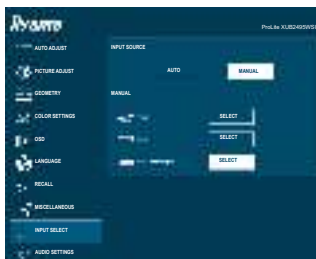 ProLite XUB2495WSU
AUTO ADJUST
INPUT SOURCE
PICTURE ADJUST
AUTO
MANUAL
GEOMETRY
MANUAL
COLOR SETTINGS
SELECT
OSD
SELECT
LANGUAGE
SELECT
RECALL
MISCELLANEOUS
INPUT SELECT
AUDIO SETTINGS